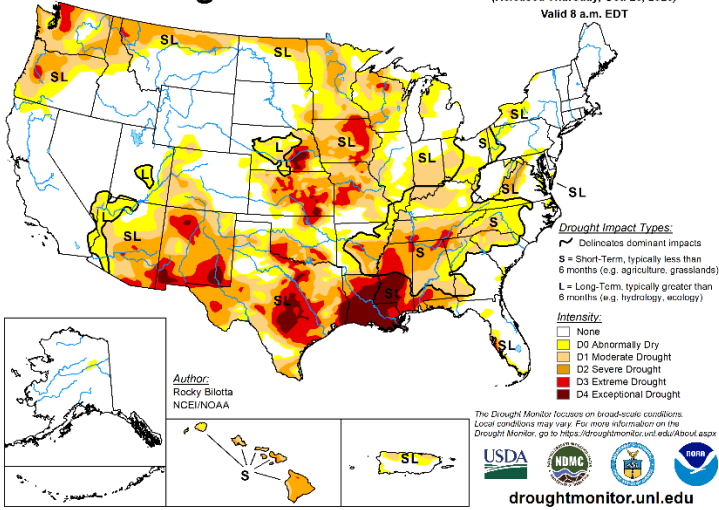 Valid 8 a.m. EDT
SL
SL
SL
SL
S
L
SL
SL
SL
L
L
SL
S
S
SL
SL
SL
Drought Impact Types:
Delineates dominant impacts
S = Short-Term, typically less than
6 months (e.g. agriculture, grasslands)
L = Long-Term, typically greater than
6 months (e.g. hydrology, ecology)
Intensity:
None
D0 Abnormally Dry
D1 Moderate Drought
D2 Severe Drought
D3 Extreme Drought
D4 Exceptional Drought
Author:
Rocky Bilotta
NCEI/NOAA
S
SL
The Drought Monitor focuses on broad-scale conditions.
Local conditions may vary. For more information on the
Drought Monitor, go to https://droughtmonitor.unl.edu/About.aspx
USDA
NDMC
NOAA
droughtmonitor.unl.edu